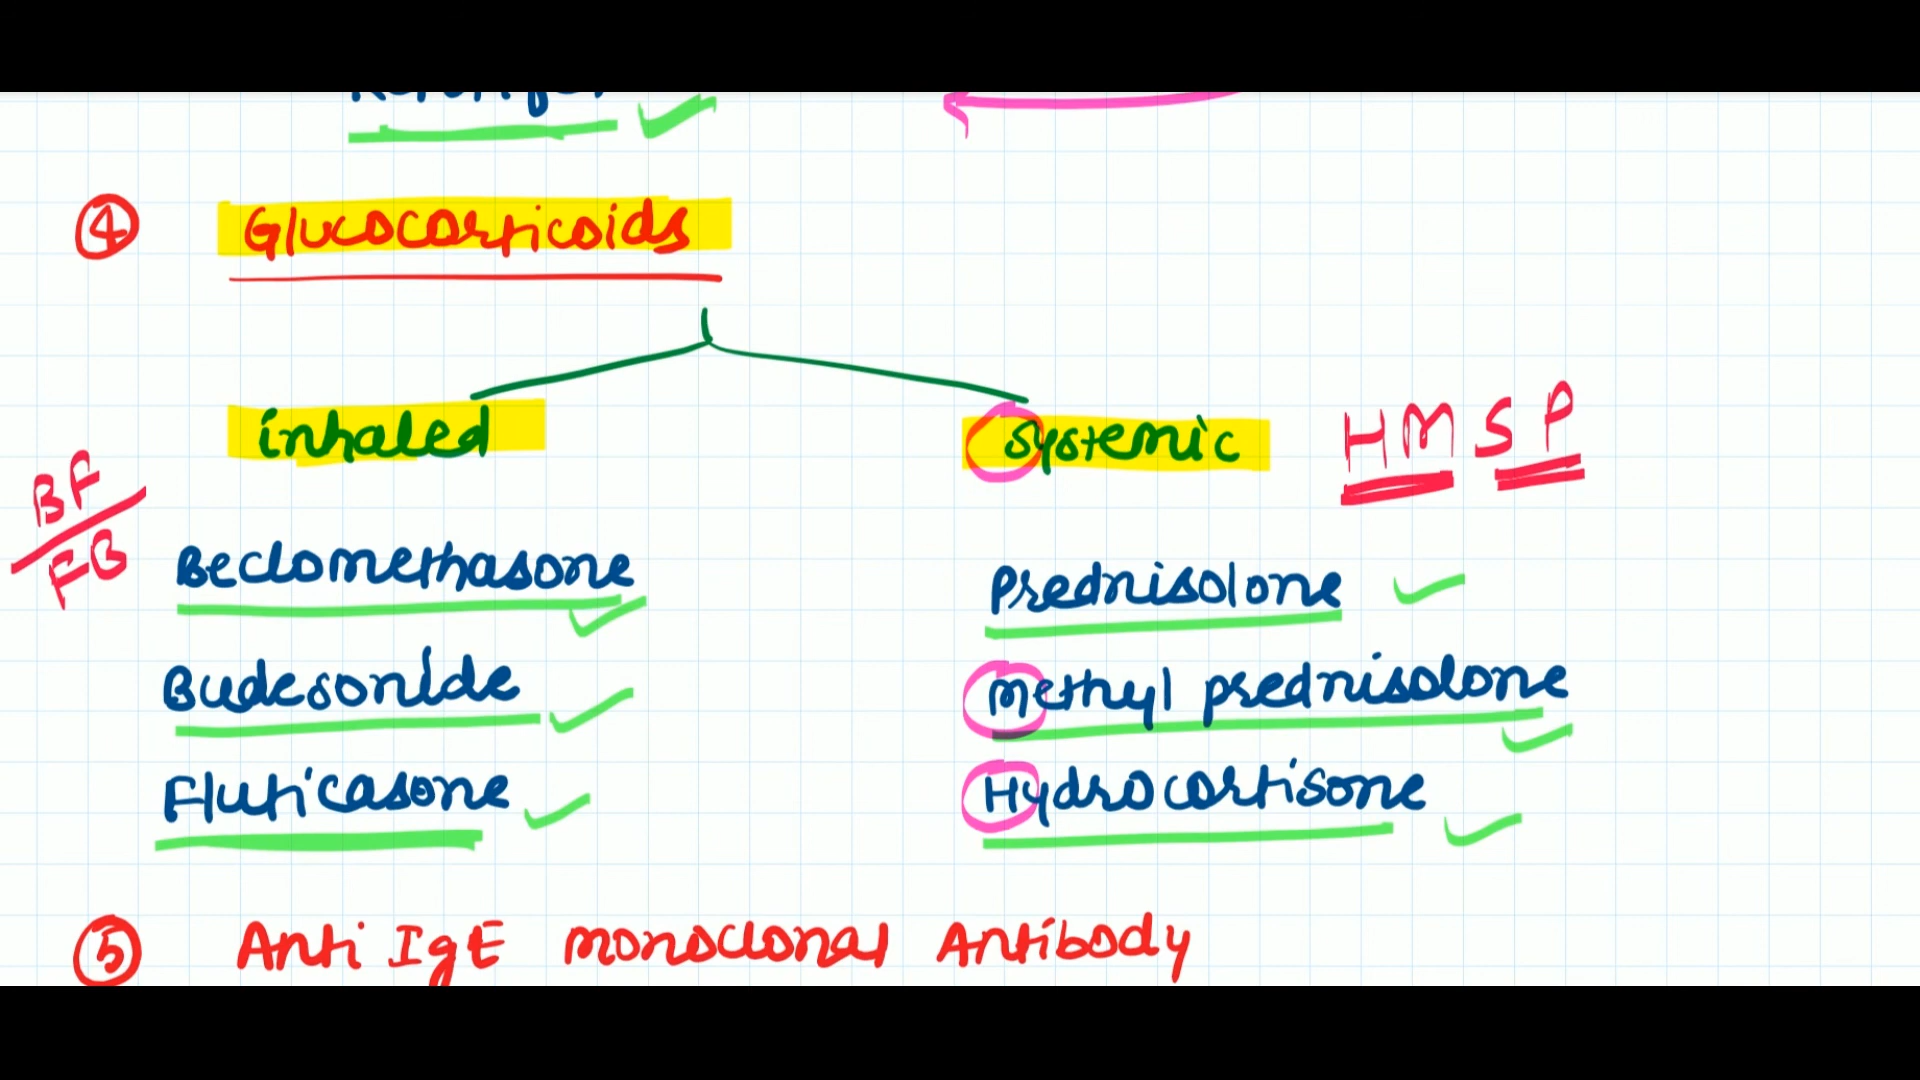 ④ Glucocorticoids
inhaled
Systemic HMSP
BF
FB
Beclomethasone
Prednisolone
Budesonide
Methyl prednisolone
Fluticasone
Hydrocortisone
⑤ Anti IgE monoclonal Antibody